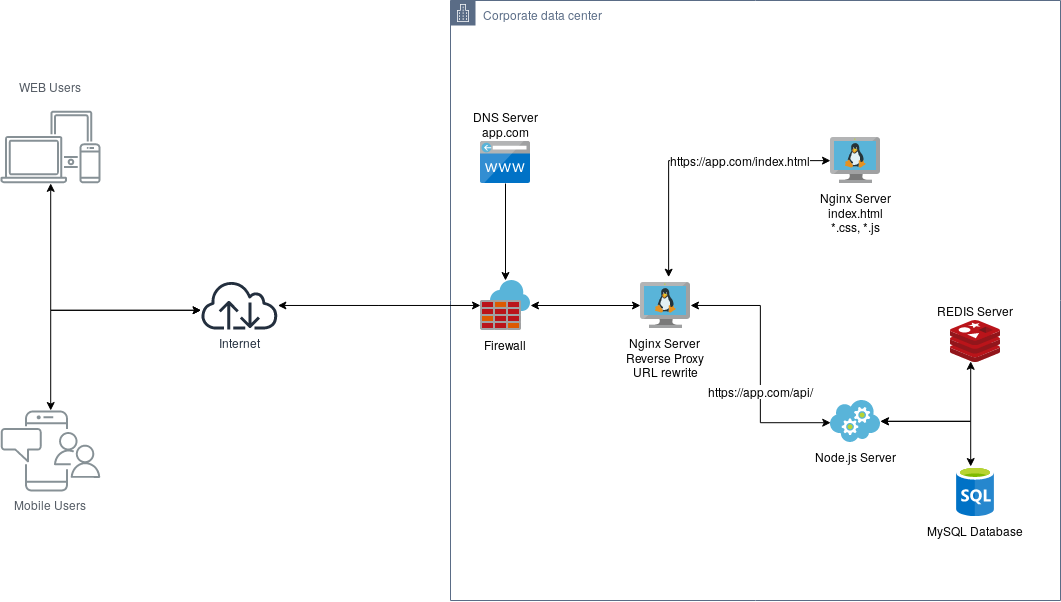 Corporate data center
WEB Users
DNS Server
app.com
WWW
https://app.com/index.html
Nginx Server
index.html
*.css, *.js
Internet
Firewall
Nginx Server
Reverse Proxy
URL rewrite
REDIS Server
https://app.com/api/
Node.js Server
SQL
MySQL Database
Mobile Users